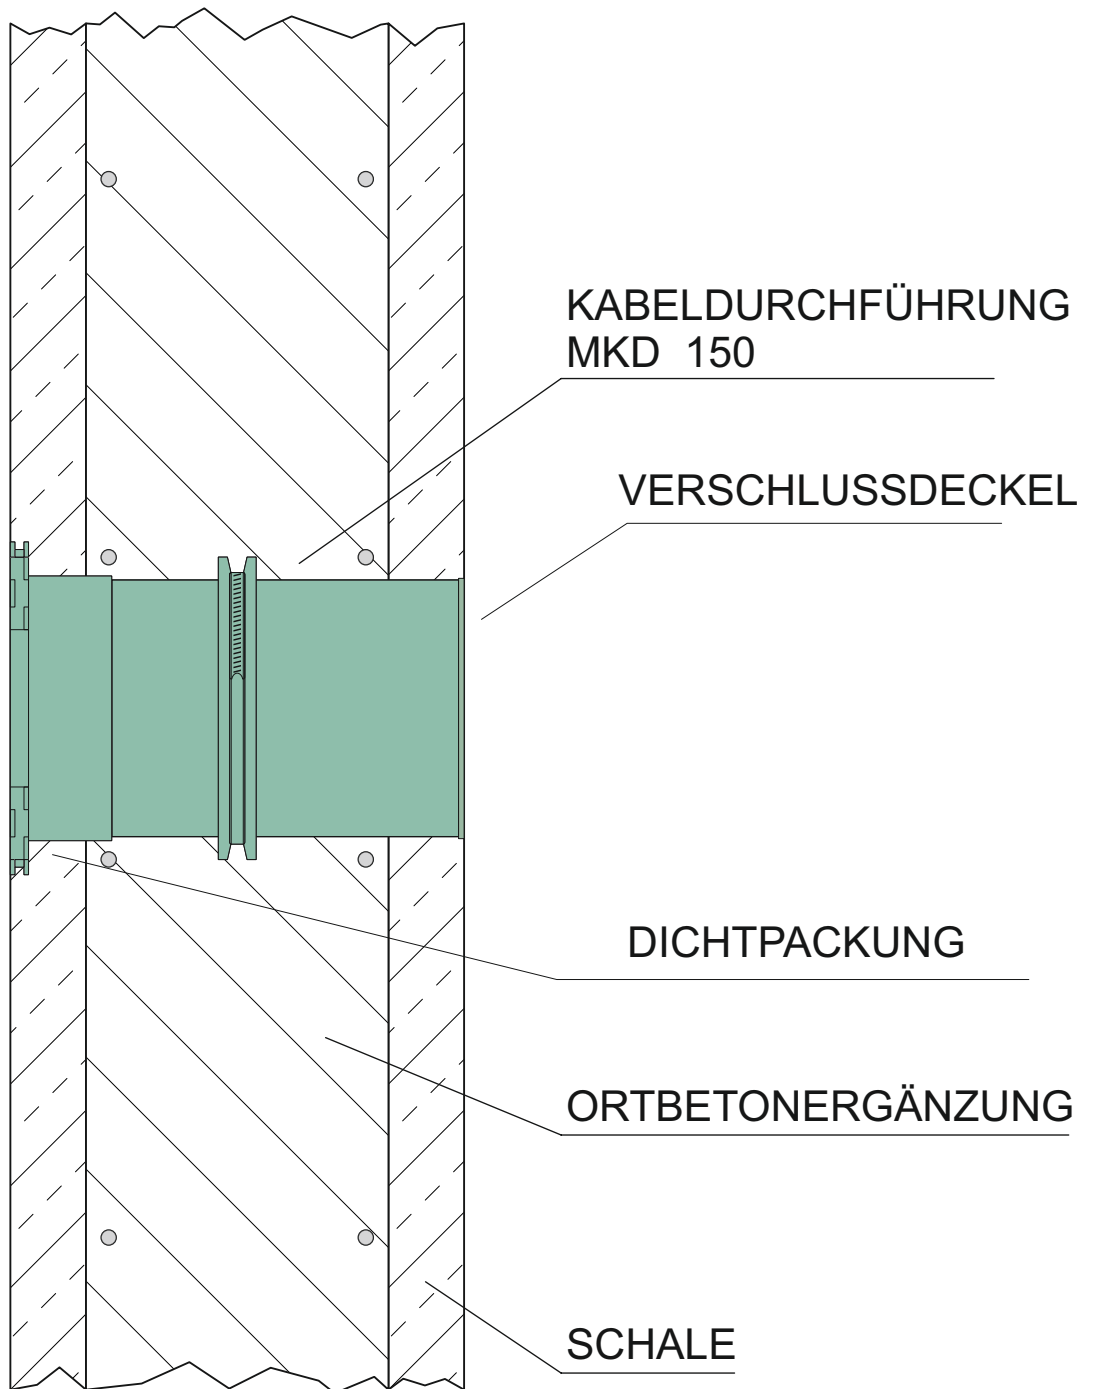 KABELDURCHFÜHRUNG
MKD 150
VERSCHLUSSDECKEL
DICHTPACKUNG
ORTBETONERGÄNZUNG
SCHALE